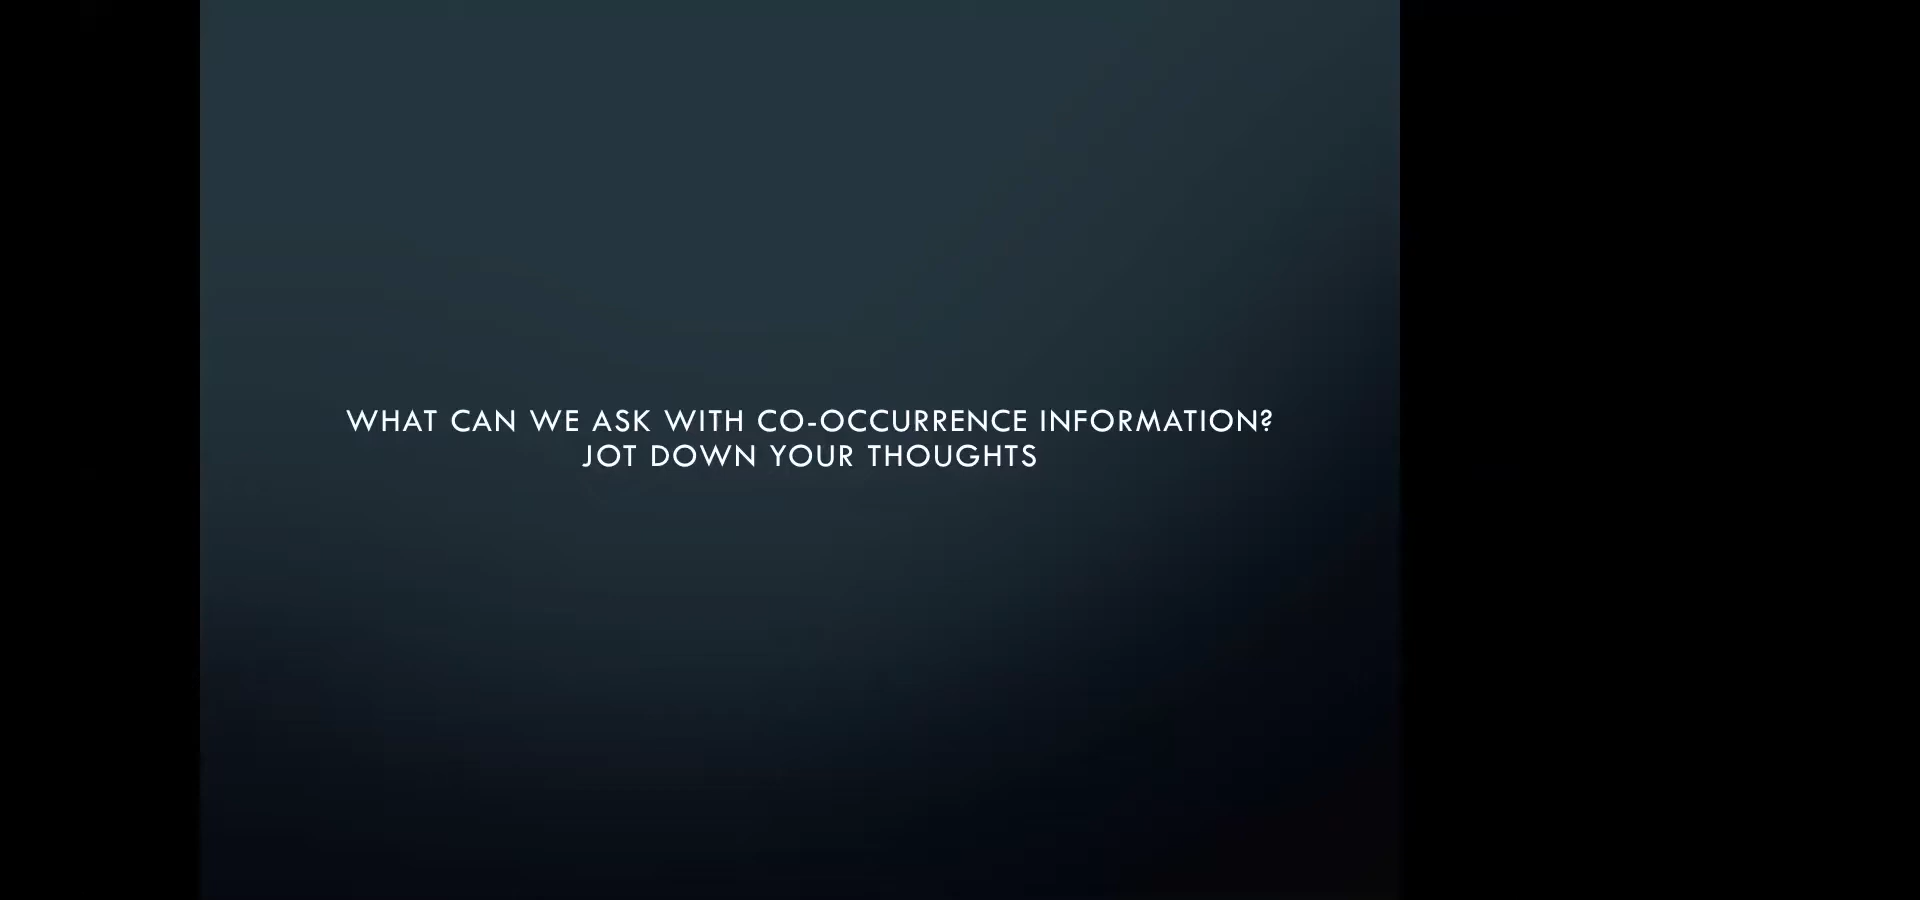 WHAT CAN WE ASK WITH CO-OCCURRENCE INFORMATION?
JOT DOWN YOUR THOUGHTS